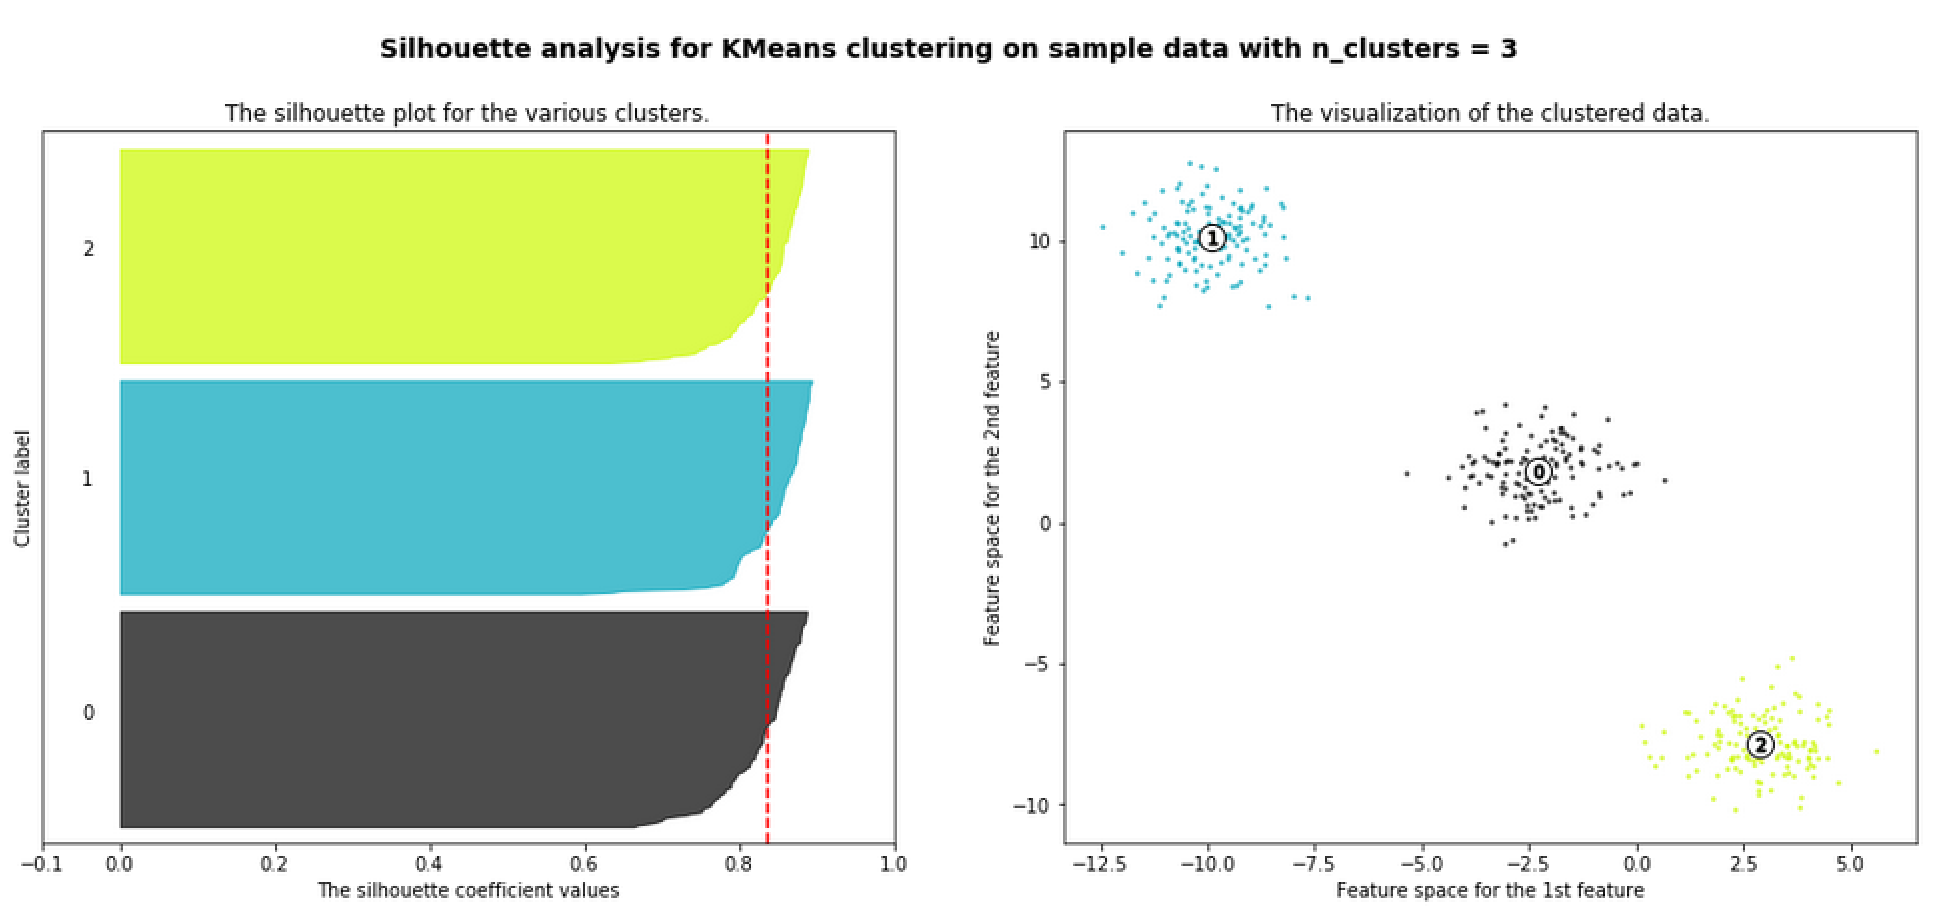 Silhouette analysis for KMeans clustering on sample data with n_clusters = 3
The silhouette plot for the various clusters.
Cluster label
2
1
0
−0.1 0.0 0.2 0.4 0.6 0.8 1.0
The silhouette coefficient values
The visualization of the clustered data.
Feature space for the 2nd feature
10
5
0
−5
−10
1
0
2
−12.5 −10.0 −7.5 −5.0 −2.5 0.0 2.5 5.0
Feature space for the 1st feature